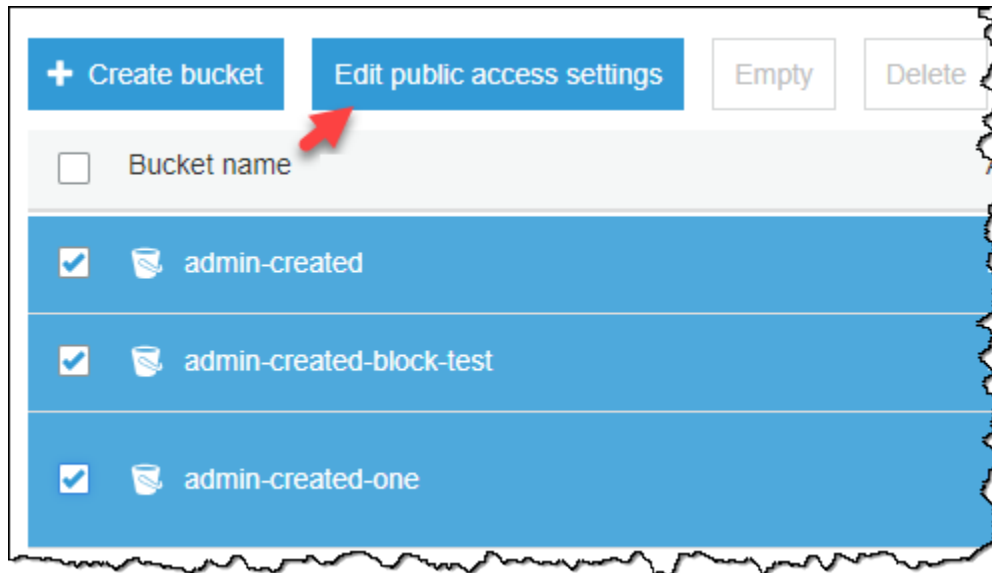 Create bucket Edit public access settings Empty Delete
Bucket name
admin-created
admin-created-block-test
admin-created-one